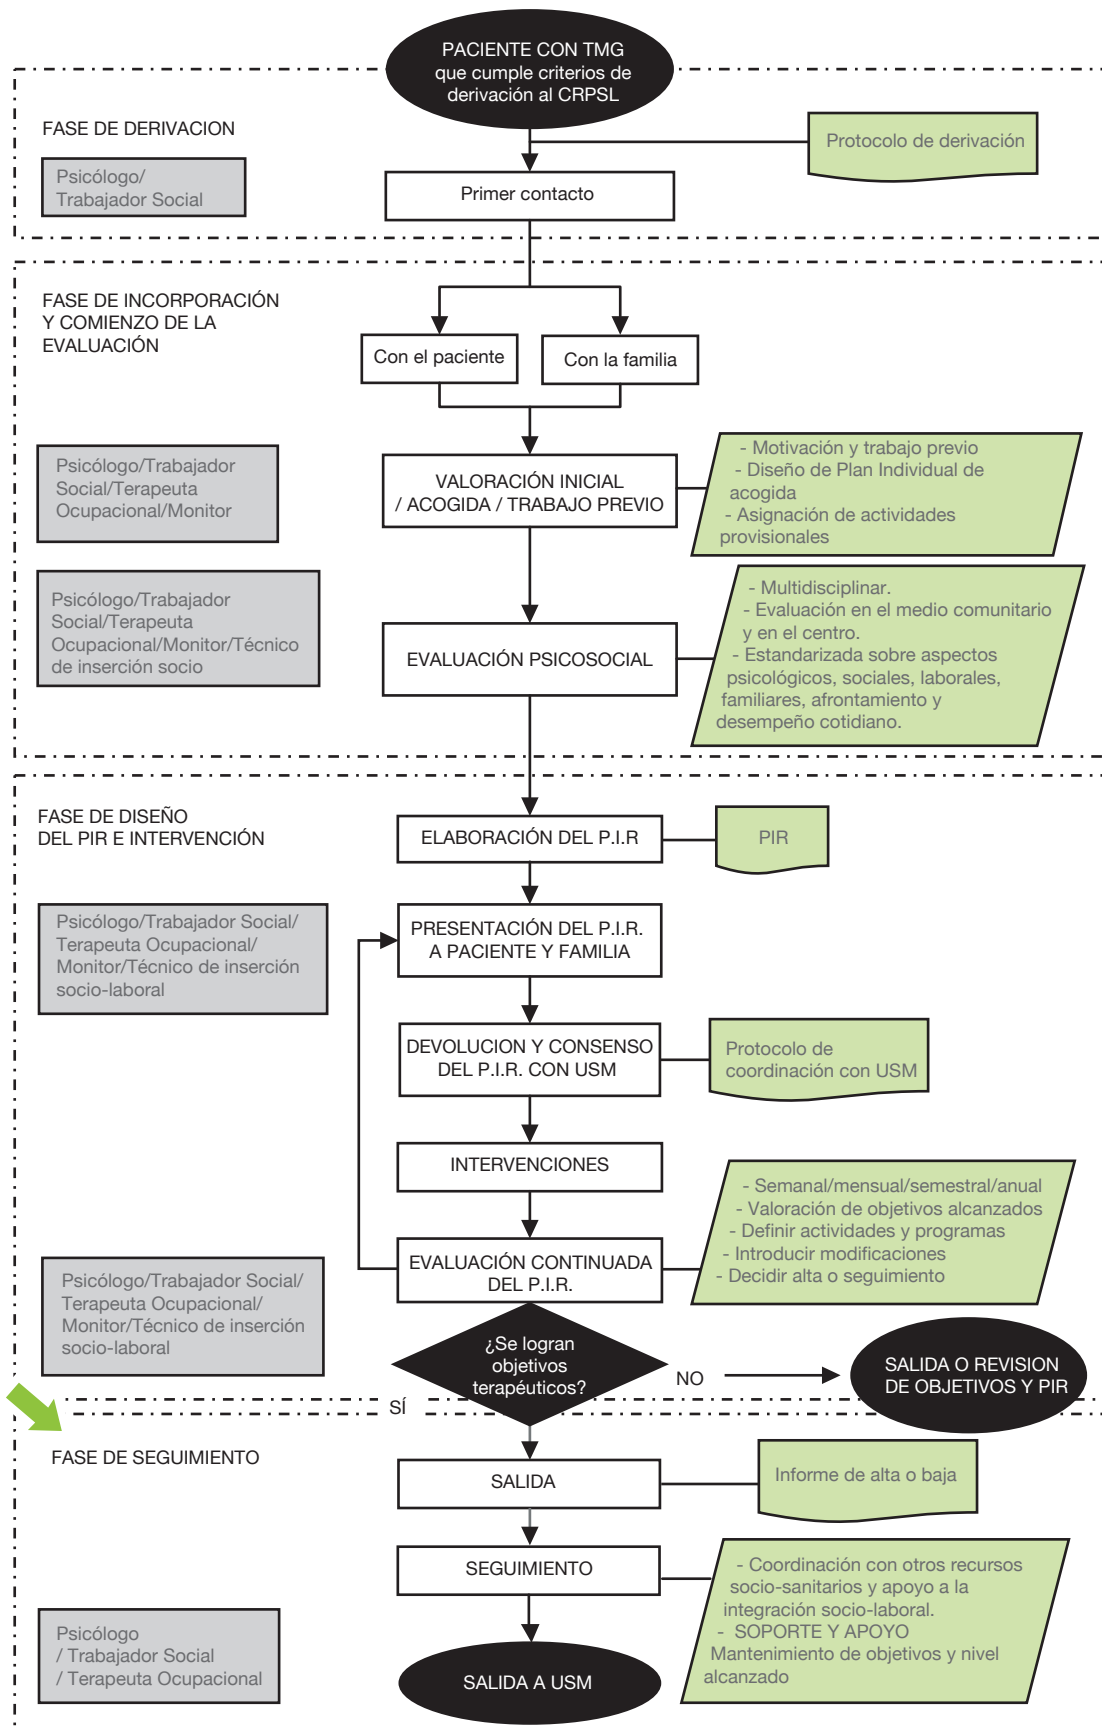 PACIENTE CON TMG
que cumple criterios de
derivación al CRPSL
FASE DE DERIVACION
Protocolo de derivación
Psicólogo/
Trabajador Social
Primer contacto
FASE DE INCORPORACIÓN
Y COMIENZO DE LA
EVALUACIÓN
Con el paciente
Con la familia
Psicólogo/Trabajador
Social/Terapeuta
Ocupacional/Monitor
VALORACIÓN INICIAL
/ ACOGIDA / TRABAJO PREVIO
- Motivación y trabajo previo
- Diseño de Plan Individual de
acogida
- Asignación de actividades
provisionales
Psicólogo/Trabajador
Social/Terapeuta
Ocupacional/Monitor/Técnico
de inserción socio
EVALUACIÓN PSICOSOCIAL
- Multidisciplinar.
- Evaluación en el medio comunitario
y en el centro.
- Estandarizada sobre aspectos
psicológicos, sociales, laborales,
familiares, afrontamiento y
desempeño cotidiano.
FASE DE DISEÑO
DEL PIR E INTERVENCIÓN
ELABORACIÓN DEL P.I.R
PIR
Psicólogo/Trabajador Social/
Terapeuta Ocupacional/
Monitor/Técnico de inserción
socio-laboral
PRESENTACIÓN DEL P.I.R.
A PACIENTE Y FAMILIA
DEVOLUCION Y CONSENSO
DEL P.I.R. CON USM
Protocolo de
coordinación con USM
INTERVENCIONES
EVALUACIÓN CONTINUADA
DEL P.I.R.
- Semanal/mensual/semestral/anual
- Valoración de objetivos alcanzados
- Definir actividades y programas
- Introducir modificaciones
- Decidir alta o seguimiento
Psicólogo/Trabajador Social/
Terapeuta Ocupacional/
Monitor/Técnico de inserción
socio-laboral
¿Se logran
objetivos
terapéuticos?
NO
SALIDA O REVISION
DE OBJETIVOS Y PIR
SÍ
FASE DE SEGUIMIENTO
SALIDA
Informe de alta o baja
SEGUIMIENTO
- Coordinación con otros recursos
socio-sanitarios y apoyo a la
integración socio-laboral.
- SOPORTE Y APOYO
Mantenimiento de objetivos y nivel
alcanzado
Psicólogo
/ Trabajador Social
/ Terapeuta Ocupacional
SALIDA A USM